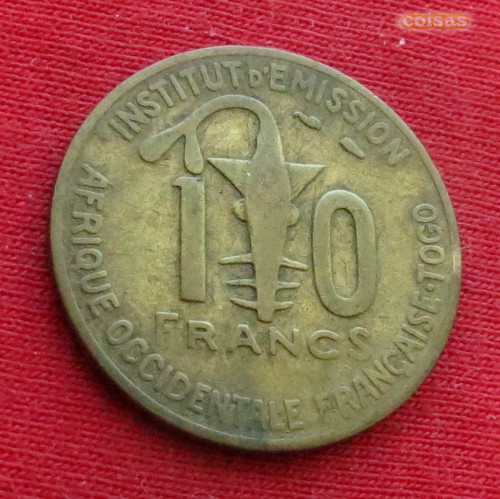 coisas
INSTITUT D'EMISSION
10
FRANCS
AFRIQUE OCCIDENTALE FRANÇAISE·TOGO